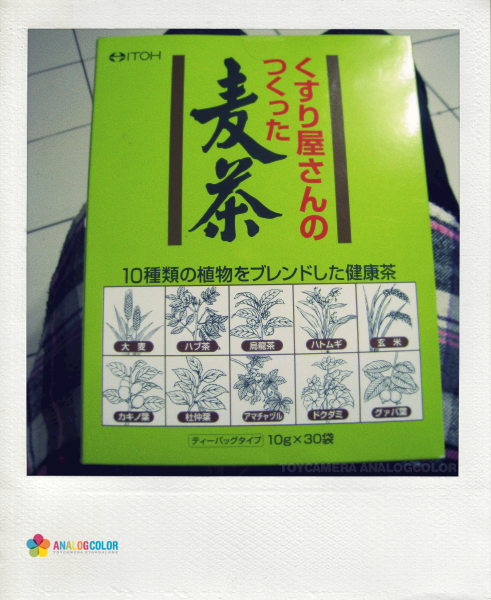 ITOH
くすり屋さんの
つくった
麦茶
10種類の植物をブレンドした健康茶
大麦 ハブ茶 烏龍茶 ハトムギ 玄米
カキノ葉 杜仲葉 アマチャヅル ドクダミ グァバ葉
ティーバッグタイプ 10g×30袋
TOYCAMERA ANALOGCOLOR
ANALOGCOLOR
TOYCAMERA STANDALONE